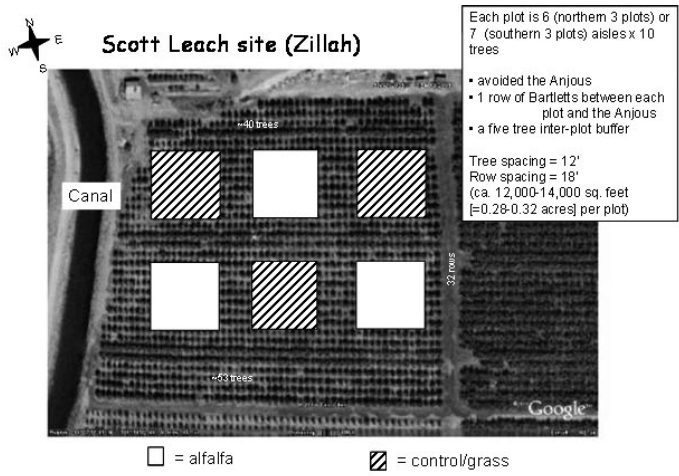 N
W E
S
Scott Leach site (Zillah)
Each plot is 6 (northern 3 plots) or
7 (southern 3 plots) aisles x 10
trees
• avoided the Anjous
• 1 row of Bartletts between each
plot and the Anjous
• a five tree inter-plot buffer
Tree spacing = 12'
Row spacing = 18'
(ca. 12,000-14,000 sq. feet
[=0.28-0.32 acres] per plot)
~40 trees
Canal
32 rows
~53 trees
Google
= alfalfa
= control/grass